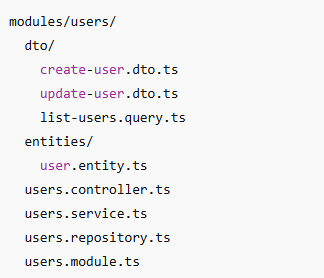 modules/users/
  dto/
    create-user.dto.ts
    update-user.dto.ts
    list-users.query.ts
  entities/
    user.entity.ts
  users.controller.ts
  users.service.ts
  users.repository.ts
  users.module.ts